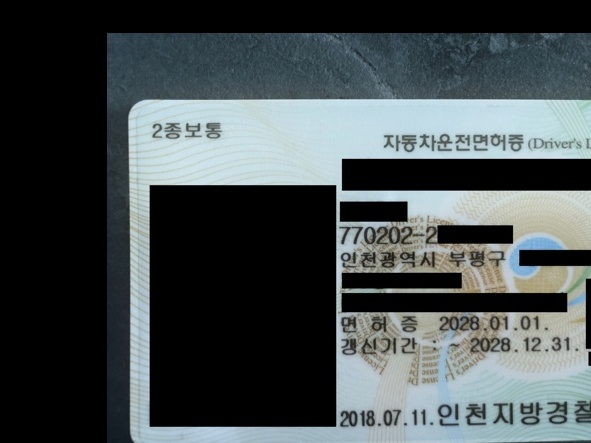 2종보통
자동차운전면허증 (Driver's L
770202-2
인천광역시 부평구
면 허 증 2028.01.01.
갱신기간 : ~ 2028.12.31.
2018.07.11. 인천지방경찰